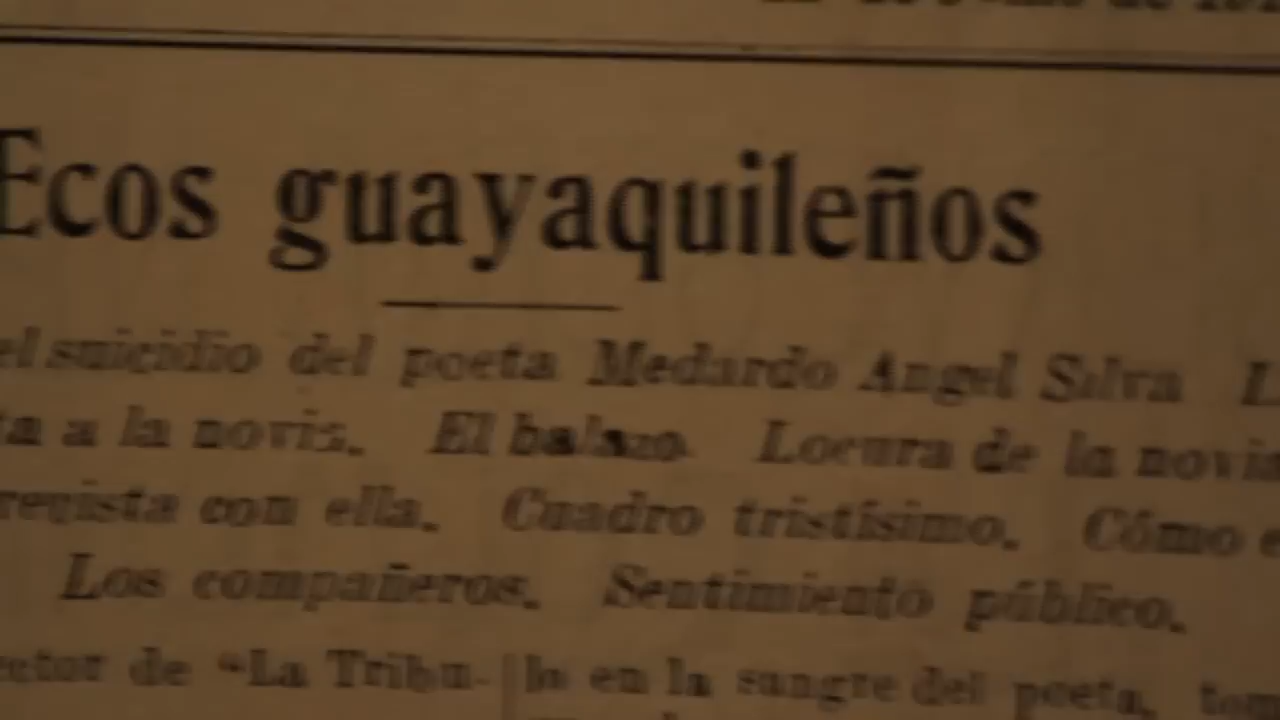 Ecos guayaquileños
el suicidio del poeta Medardo Angel Silva
a la novia. El balazo. Locura de la novia
con ella. Cuadro tristísimo. Cómo
Los compañeros. Sentimiento público.
de "La Tribu-
en la sangre del poeta,